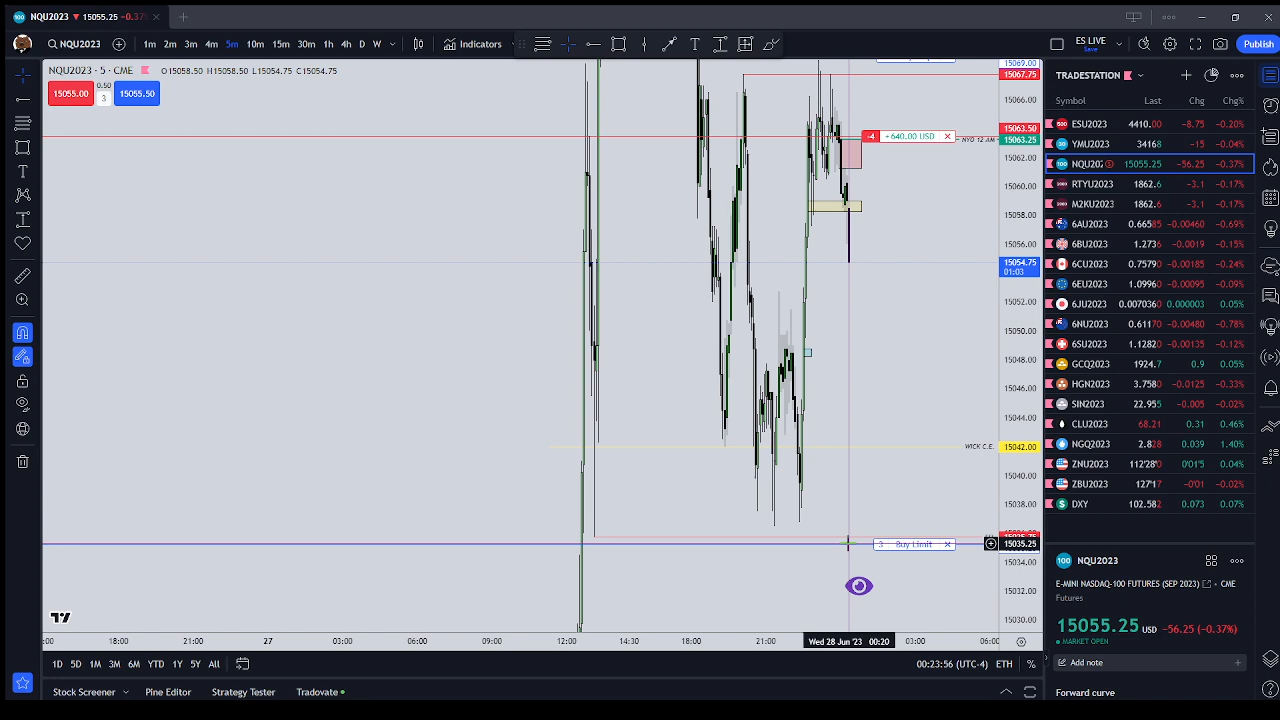 NQU2023 ▼ 15055.25 −0.37%
NQU2023 1m 2m 3m 4m 5m 10m 15m 30m 1h 4h D W Indicators ES LIVE Save Publish
NQU2023 · 5 · CME O15058.50 H15058.50 L15054.75 C15054.75
15055.00 0.50 3 15055.50
15069.00
15067.75
15066.00
15063.50
-4 +640.00 USD
NYO 12 AM
15063.25
15062.00
15060.00
15058.00
15056.00
15054.75
01:03
15052.00
15050.00
15048.00
15046.00
15044.00
WICK C.E.
15042.00
15040.00
15038.00
3 Buy Limit
15035.25
15034.00
15032.00
15030.00
18:00 21:00 27 03:00 06:00 09:00 12:00 14:30 18:00 21:00 Wed 28 Jun '23 00:20 03:00 06:00
1D 5D 1M 3M 6M YTD 1Y 5Y All 00:23:56 (UTC-4) ETH %
Stock Screener Pine Editor Strategy Tester Tradovate
TRADESTATION
Symbol Last Chg Chg%
ESU2023 4410.00 −8.75 −0.20%
YMU2023 34168 −15 −0.04%
NQU202 15055.25 −56.25 −0.37%
RTYU2023 1862.6 −3.1 −0.17%
M2KU2023 1862.6 −3.1 −0.17%
6AU2023 0.66585 −0.00460 −0.69%
6BU2023 1.2736 −0.0019 −0.15%
6CU2023 0.75790 −0.00185 −0.24%
6EU2023 1.09960 −0.00095 −0.09%
6JU2023 0.007036 0.000003 0.05%
6NU2023 0.61170 −0.00480 −0.78%
6SU2023 1.12820 −0.00135 −0.12%
GCQ2023 1924.7 0.9 0.05%
HGN2023 3.7580 −0.0125 −0.33%
SIN2023 22.955 −0.005 −0.02%
CLU2023 68.21 0.31 0.46%
NGQ2023 2.828 0.039 1.40%
ZNU2023 112'28'0 0'01'5 0.04%
ZBU2023 127'17 −0'01 −0.02%
DXY 102.582 0.073 0.07%
NQU2023
E-MINI NASDAQ-100 FUTURES (SEP 2023) • CME
Futures
15055.25 USD −56.25 (−0.37%)
MARKET OPEN
Add note
Forward curve